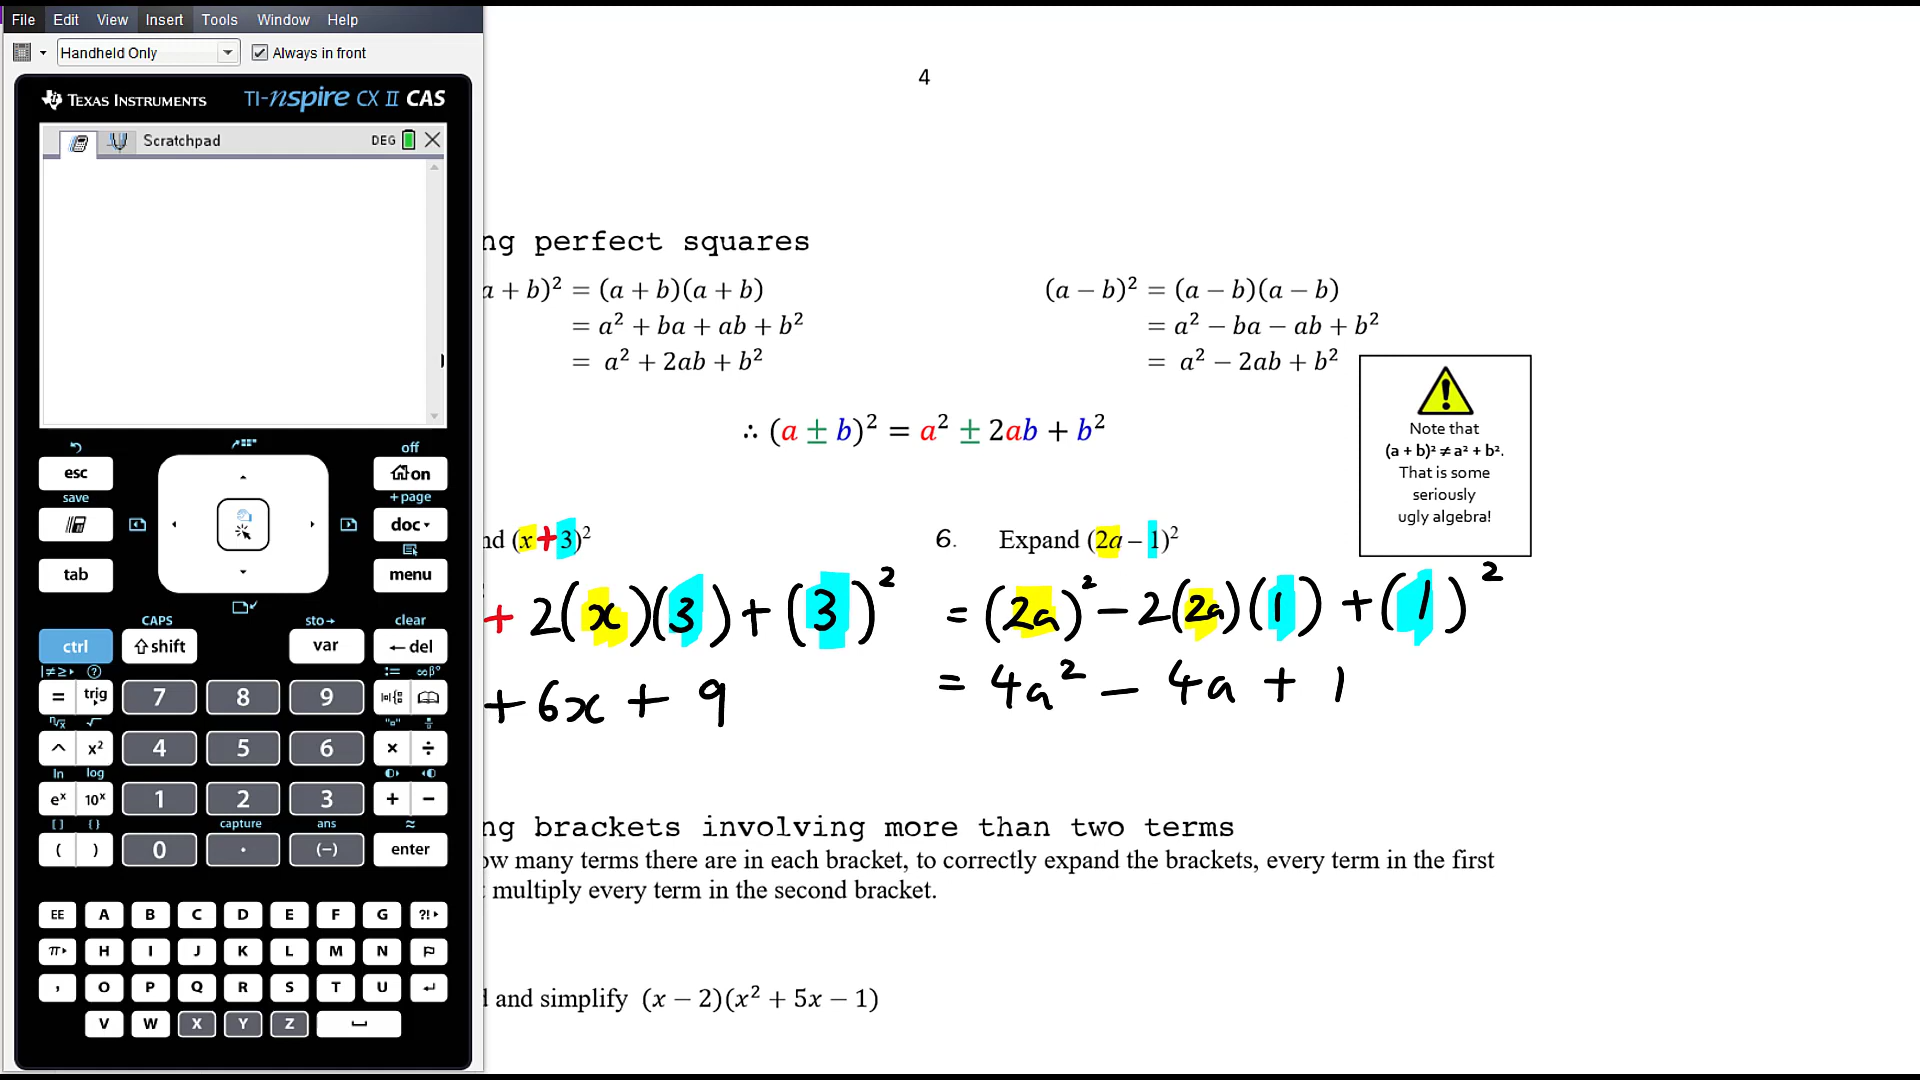 File Edit View Insert Tools Window Help
Handheld Only Always in front
TEXAS INSTRUMENTS TI-nspire CX II CAS
Scratchpad DEG
off
esc on
save +page
doc
tab menu
CAPS sto→ clear
ctrl ⇧shift var ←del
|≠≥▸ ? := ∞β°
= trig 7 8 9
^ x² 4 5 6 × ÷
ln log
eˣ 10ˣ 1 2 3 + −
[] {} capture ans ≈
( ) 0 . (−) enter
EE A B C D E F G ?!▸
π▸ H I J K L M N
, O P Q R S T U ↵
V W X Y Z
4
ng perfect squares
a + b)² = (a + b)(a + b)
= a² + ba + ab + b²
= a² + 2ab + b²
(a − b)² = (a − b)(a − b)
= a² − ba − ab + b²
= a² − 2ab + b²
∴ (a ± b)² = a² ± 2ab + b²
Note that
(a + b)² ≠ a² + b².
That is some
seriously
ugly algebra!
nd (x + 3)²
+ 2(x)(3) + (3)²
+ 6x + 9
6. Expand (2a – 1)²
= (2a)² − 2(2a)(1) + (1)²
= 4a² − 4a + 1
ng brackets involving more than two terms
ow many terms there are in each bracket, to correctly expand the brackets, every term in the first
multiply every term in the second bracket.
d and simplify (x − 2)(x² + 5x − 1)